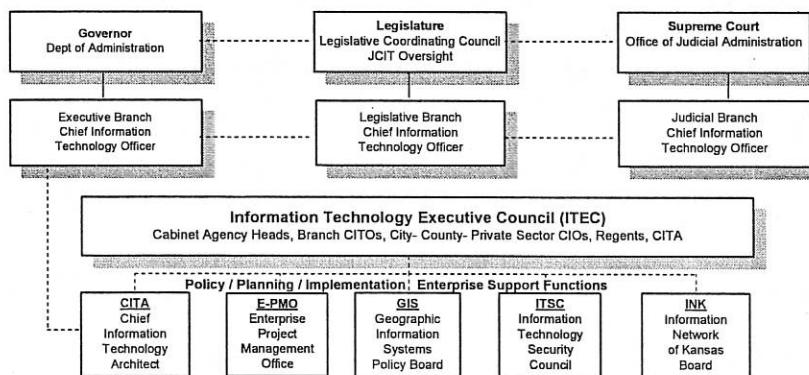 Governor
Dept of Administration
Legislature
Legislative Coordinating Council
JCIT Oversight
Supreme Court
Office of Judicial Administration
Executive Branch
Chief Information
Technology Officer
Legislative Branch
Chief Information
Technology Officer
Judicial Branch
Chief Information
Technology Officer
Information Technology Executive Council (ITEC)
Cabinet Agency Heads, Branch CITOs, City- County- Private Sector CIOs, Regents, CITA
Policy / Planning / Implementation Enterprise Support Functions
CITA
Chief
Information
Technology
Architect
E-PMO
Enterprise
Project
Management
Office
GIS
Geographic
Information
Systems
Policy Board
ITSC
Information
Technology
Security
Council
INK
Information
Network
of Kansas
Board